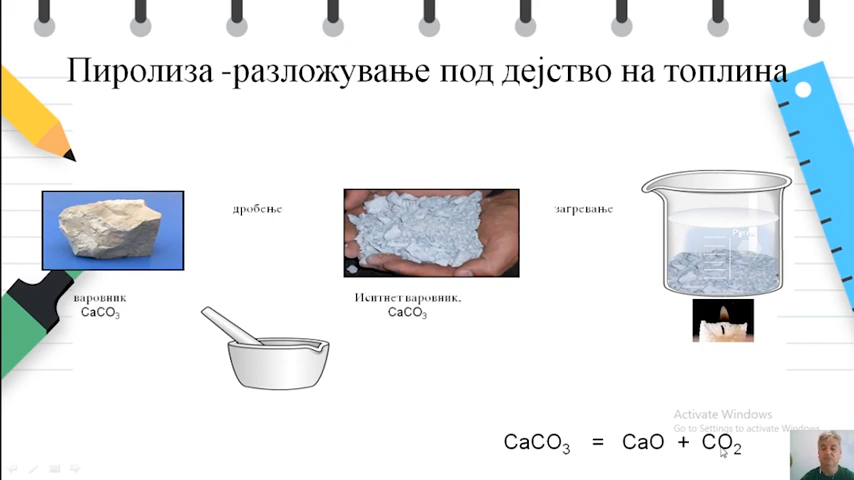 Пиролиза -разложување под дејство на топлина
дробење
загревање
варовник
CaCO3
Иситнет варовник,
CaCO3
CaCO3 = CaO + CO2
Activate Windows
Go to Settings to activate Windows.